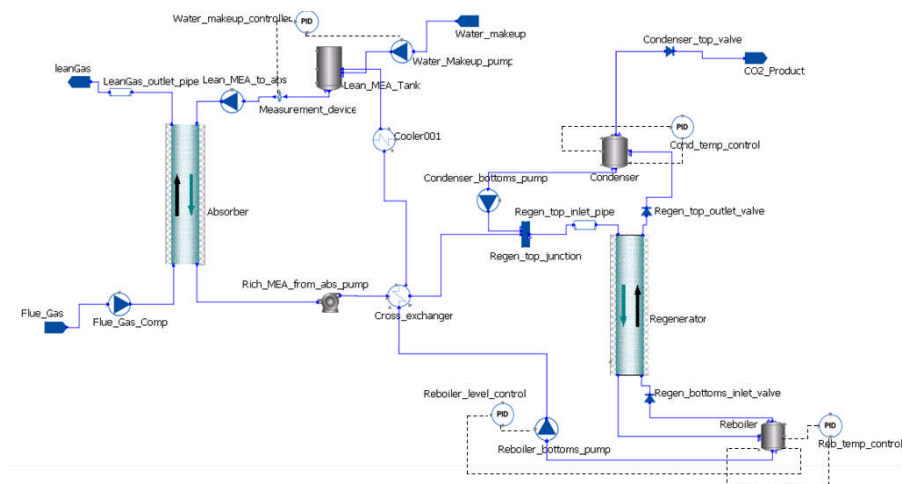 Water_makeup_controller
PID
Water_makeup
Condenser_top_valve
leanGas
LeanGas_outlet_pipe
Lean_MEA_to_abs
Lean_MEA_Tank
Water_Makeup_pump
CO2_Product
Measurement_device
PID
Cooler001
Cond_temp_control
Condenser_bottoms_pump
Condenser
Regen_top_inlet_pipe
Regen_top_outlet_valve
Absorber
Regen_top_junction
Rich_MEA_from_abs_pump
Flue_Gas
Flue_Gas_Comp
Cross_exchanger
Regenerator
Reboiler_level_control
Regen_bottoms_inlet_valve
PID
Reboiler
PID
Reboiler_bottoms_pump
Reb_temp_control